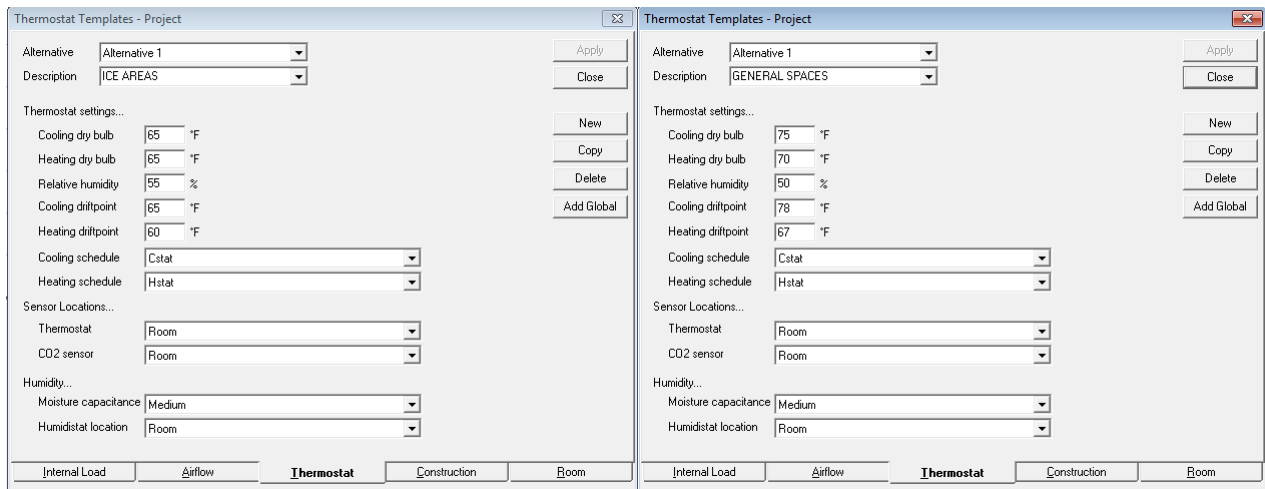 Thermostat Templates - Project
Alternative Alternative 1 Apply
Description ICE AREAS Close
Thermostat settings...
New
Cooling dry bulb 65 °F
Copy
Heating dry bulb 65 °F
Delete
Relative humidity 55 %
Cooling driftpoint 65 °F Add Global
Heating driftpoint 60 °F
Cooling schedule Cstat
Heating schedule Hstat
Sensor Locations...
Thermostat Room
CO2 sensor Room
Humidity...
Moisture capacitance Medium
Humidistat location Room
Internal Load Airflow Thermostat Construction Room
Thermostat Templates - Project
Alternative Alternative 1 Apply
Description GENERAL SPACES Close
Thermostat settings...
New
Cooling dry bulb 75 °F
Copy
Heating dry bulb 70 °F
Delete
Relative humidity 50 %
Cooling driftpoint 78 °F Add Global
Heating driftpoint 67 °F
Cooling schedule Cstat
Heating schedule Hstat
Sensor Locations...
Thermostat Room
CO2 sensor Room
Humidity...
Moisture capacitance Medium
Humidistat location Room
Internal Load Airflow Thermostat Construction Room